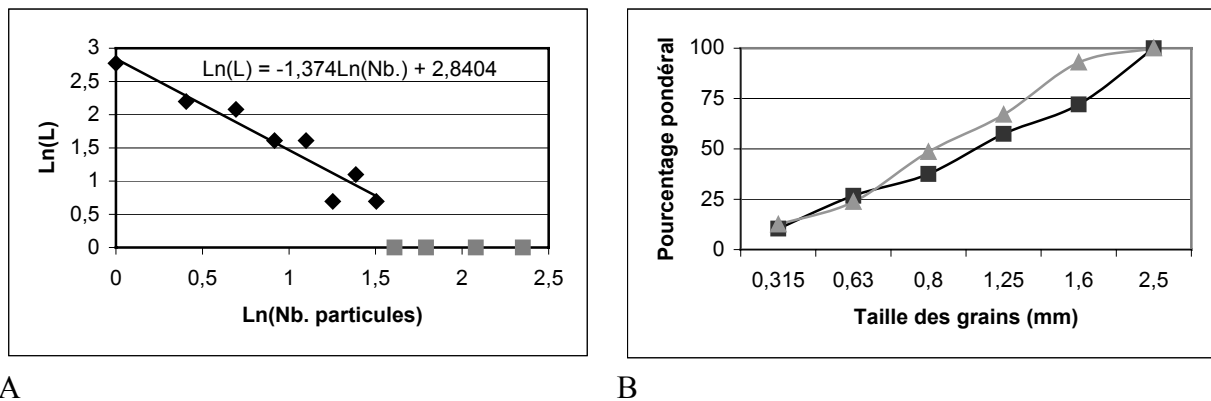 3
2,5
2
1,5
1
0,5
0
Ln(L)
Ln(L) = -1,374Ln(Nb.) + 2,8404
0 0,5 1 1,5 2 2,5
Ln(Nb. particules)
A
100
75
50
25
0
Pourcentage pondéral
0,315 0,63 0,8 1,25 1,6 2,5
Taille des grains (mm)
B